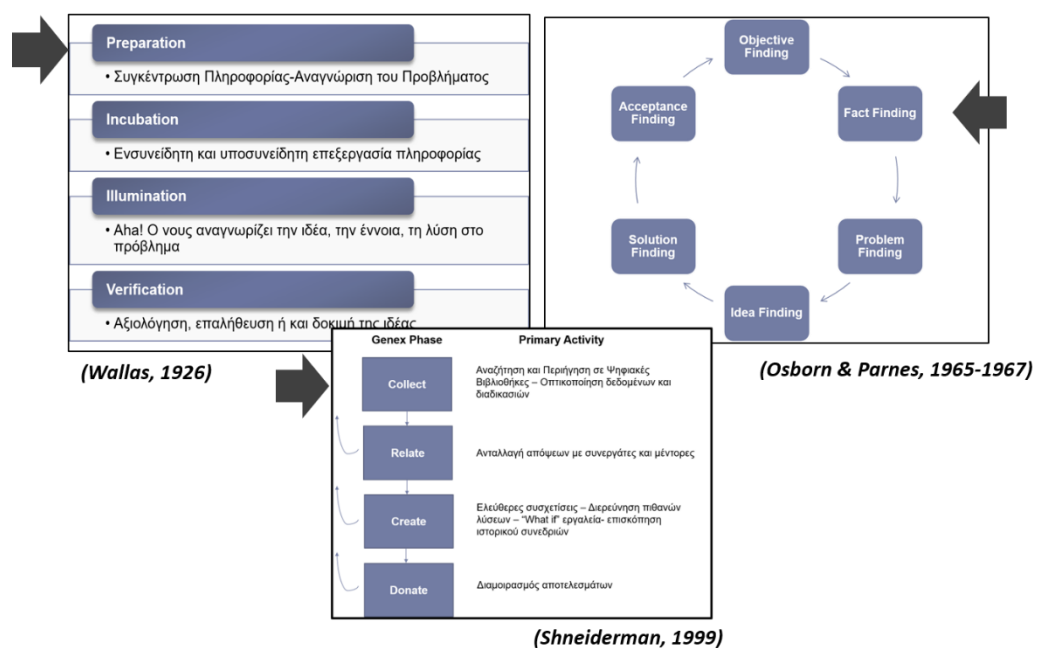 Preparation
• Συγκέντρωση Πληροφορίας-Αναγνώριση του Προβλήματος
Incubation
• Ενσυνείδητη και υποσυνείδητη επεξεργασία πληροφορίας
Illumination
• Aha! Ο νους αναγνωρίζει την ιδέα, την έννοια, τη λύση στο
πρόβλημα
Verification
• Αξιολόγηση, επαλήθευση ή και δοκιμή της ιδέας
(Wallas, 1926)
Objective
Finding
Fact Finding
Problem
Finding
Idea Finding
Solution
Finding
Acceptance
Finding
(Osborn & Parnes, 1965-1967)
Genex Phase
Primary Activity
Collect
Αναζήτηση και Περιήγηση σε Ψηφιακές
Βιβλιοθήκες – Οπτικοποίηση δεδομένων και
διαδικασιών
Relate
Ανταλλαγή απόψεων με συνεργάτες και μέντορες
Create
Ελεύθερες συσχετίσεις – Διερεύνηση πιθανών
λύσεων – “What if” εργαλεία- επισκόπηση
ιστορικού συνεδριών
Donate
Διαμοιρασμός αποτελεσμάτων
(Shneiderman, 1999)